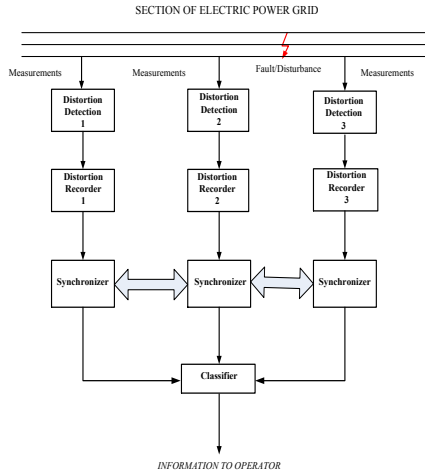 SECTION OF ELECTRIC POWER GRID
Measurements
Measurements
Fault/Disturbance
Measurements
Distortion
Detection
1
Distortion
Detection
2
Distortion
Detection
3
Distortion
Recorder
1
Distortion
Recorder
2
Distortion
Recorder
3
Synchronizer
Synchronizer
Synchronizer
Classifier
INFORMATION TO OPERATOR